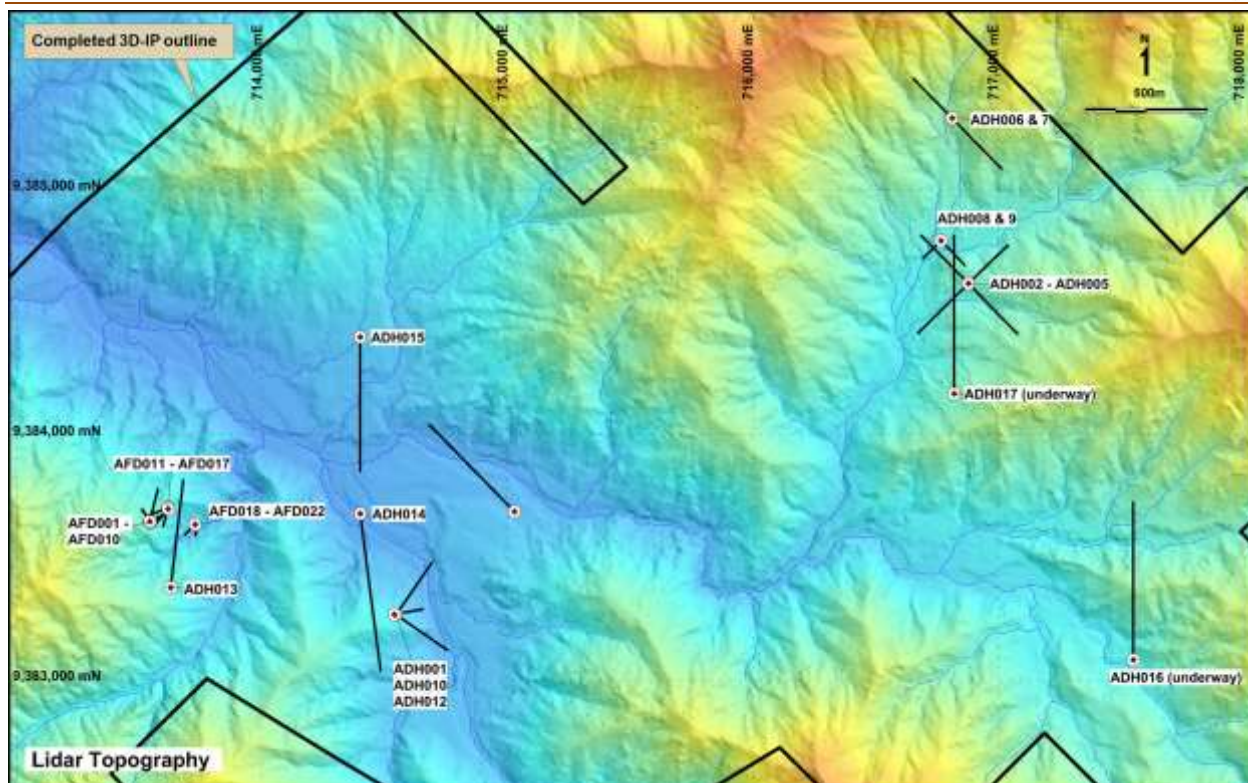 Completed 3D-IP outline
714,000 mE
715,000 mE
716,000 mE
717,000 mE
718,000 mE
N
500m
ADH006 & 7
9,385,000 mN
ADH008 & 9
ADH002 - ADH005
ADH015
ADH017 (underway)
9,384,000 mN
AFD011 - AFD017
AFD018 - AFD022
ADH014
AFD001 -
AFD010
ADH013
ADH001
ADH010
ADH012
9,383,000 mN
ADH016 (underway)
Lidar Topography